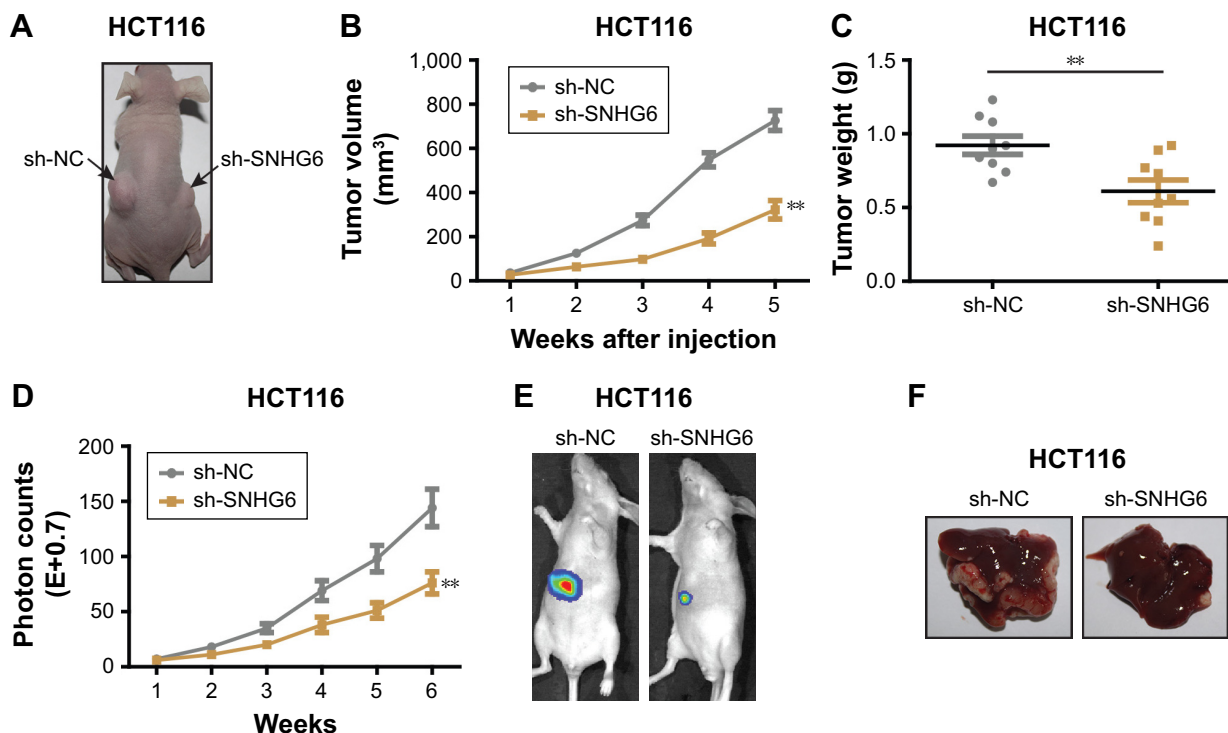 A
HCT116
sh-NC
sh-SNHG6
B
HCT116
Tumor volume
(mm³)
1,000
800
600
400
200
0
sh-NC
sh-SNHG6
**
1 2 3 4 5
Weeks after injection
C
HCT116
Tumor weight (g)
1.5
1.0
0.5
0.0
**
sh-NC sh-SNHG6
D
HCT116
Photon counts
(E+0.7)
200
150
100
50
0
sh-NC
sh-SNHG6
**
1 2 3 4 5 6
Weeks
E
HCT116
sh-NC sh-SNHG6
F
HCT116
sh-NC sh-SNHG6